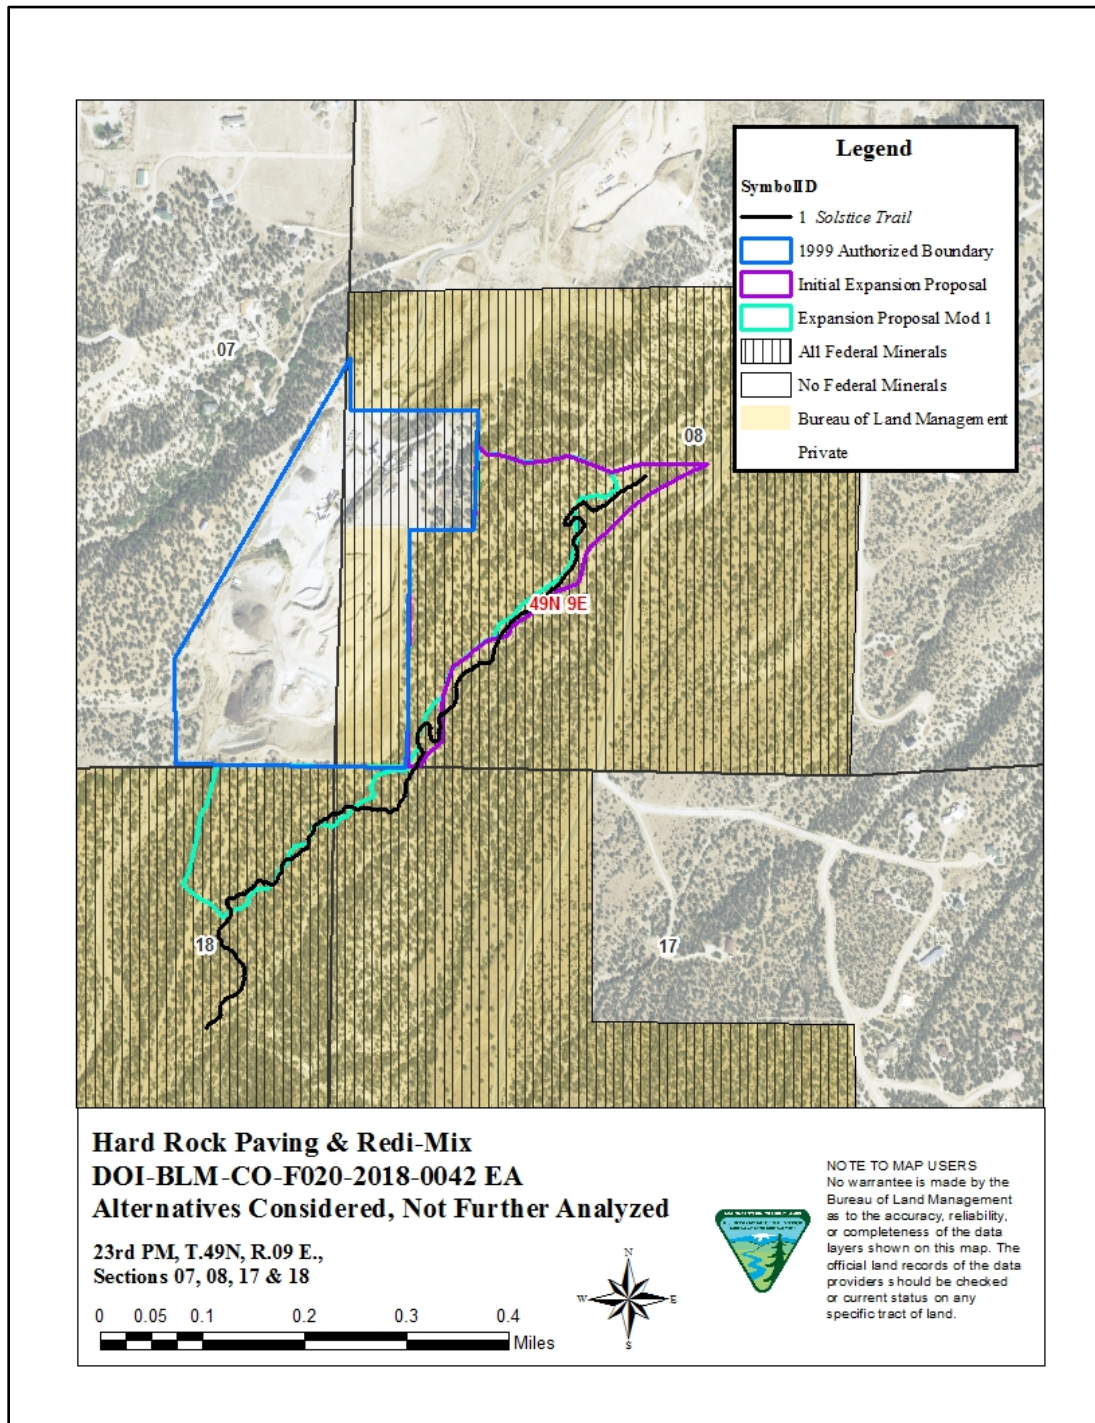 Legend
SymbolID
1 Solstice Trail
1999 Authorized Boundary
Initial Expansion Proposal
Expansion Proposal Mod 1
All Federal Minerals
No Federal Minerals
Bureau of Land Management
Private
07
08
49N 9E
18
17
Hard Rock Paving & Redi-Mix
DOI-BLM-CO-F020-2018-0042 EA
Alternatives Considered, Not Further Analyzed
23rd PM, T.49N, R.09 E.,
Sections 07, 08, 17 & 18
0 0.05 0.1 0.2 0.3 0.4
Miles
N
W E
S
NOTE TO MAP USERS
No warrantee is made by the
Bureau of Land Management
as to the accuracy, reliability,
or completeness of the data
layers shown on this map. The
official land records of the data
providers should be checked
or current status on any
specific tract of land.